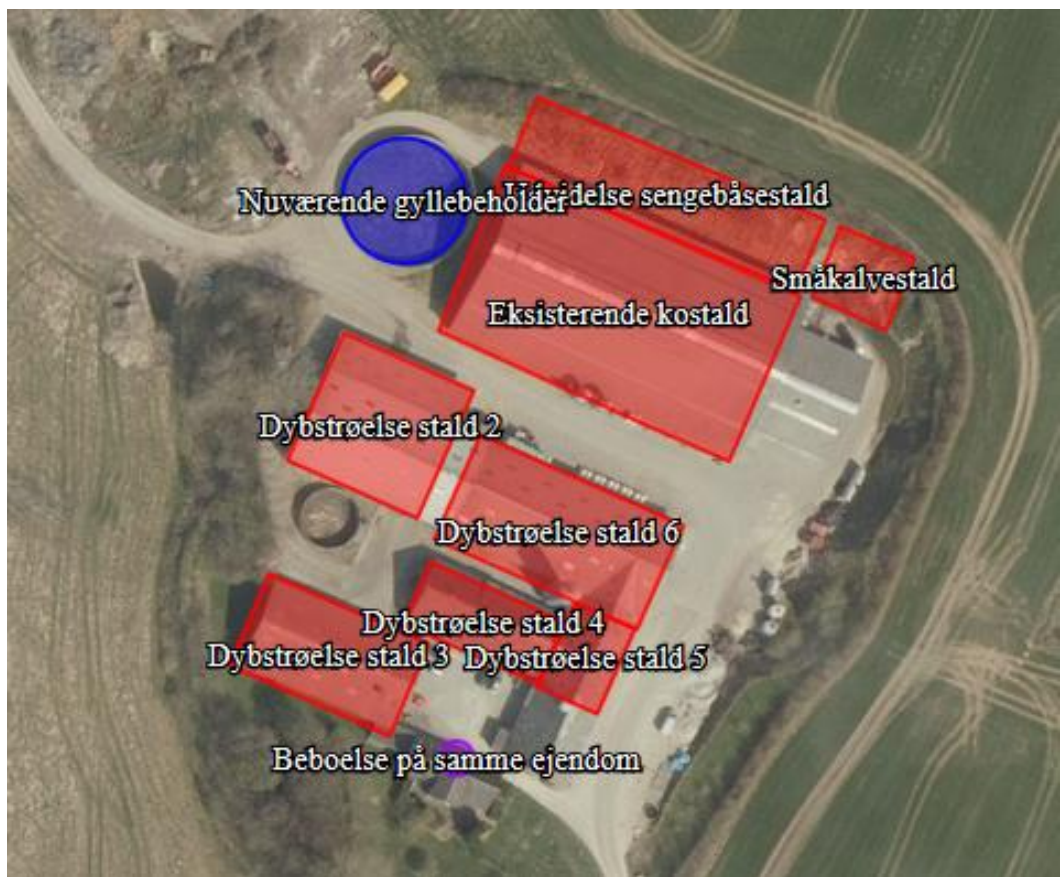 Udvidelse sengebåsestald
Nuværende gyllebeholder
Småkalvestald
Eksisterende kostald
Dybstrøelse stald 2
Dybstrøelse stald 6
Dybstrøelse stald 4
Dybstrøelse stald 3
Dybstrøelse stald 5
Beboelse på samme ejendom